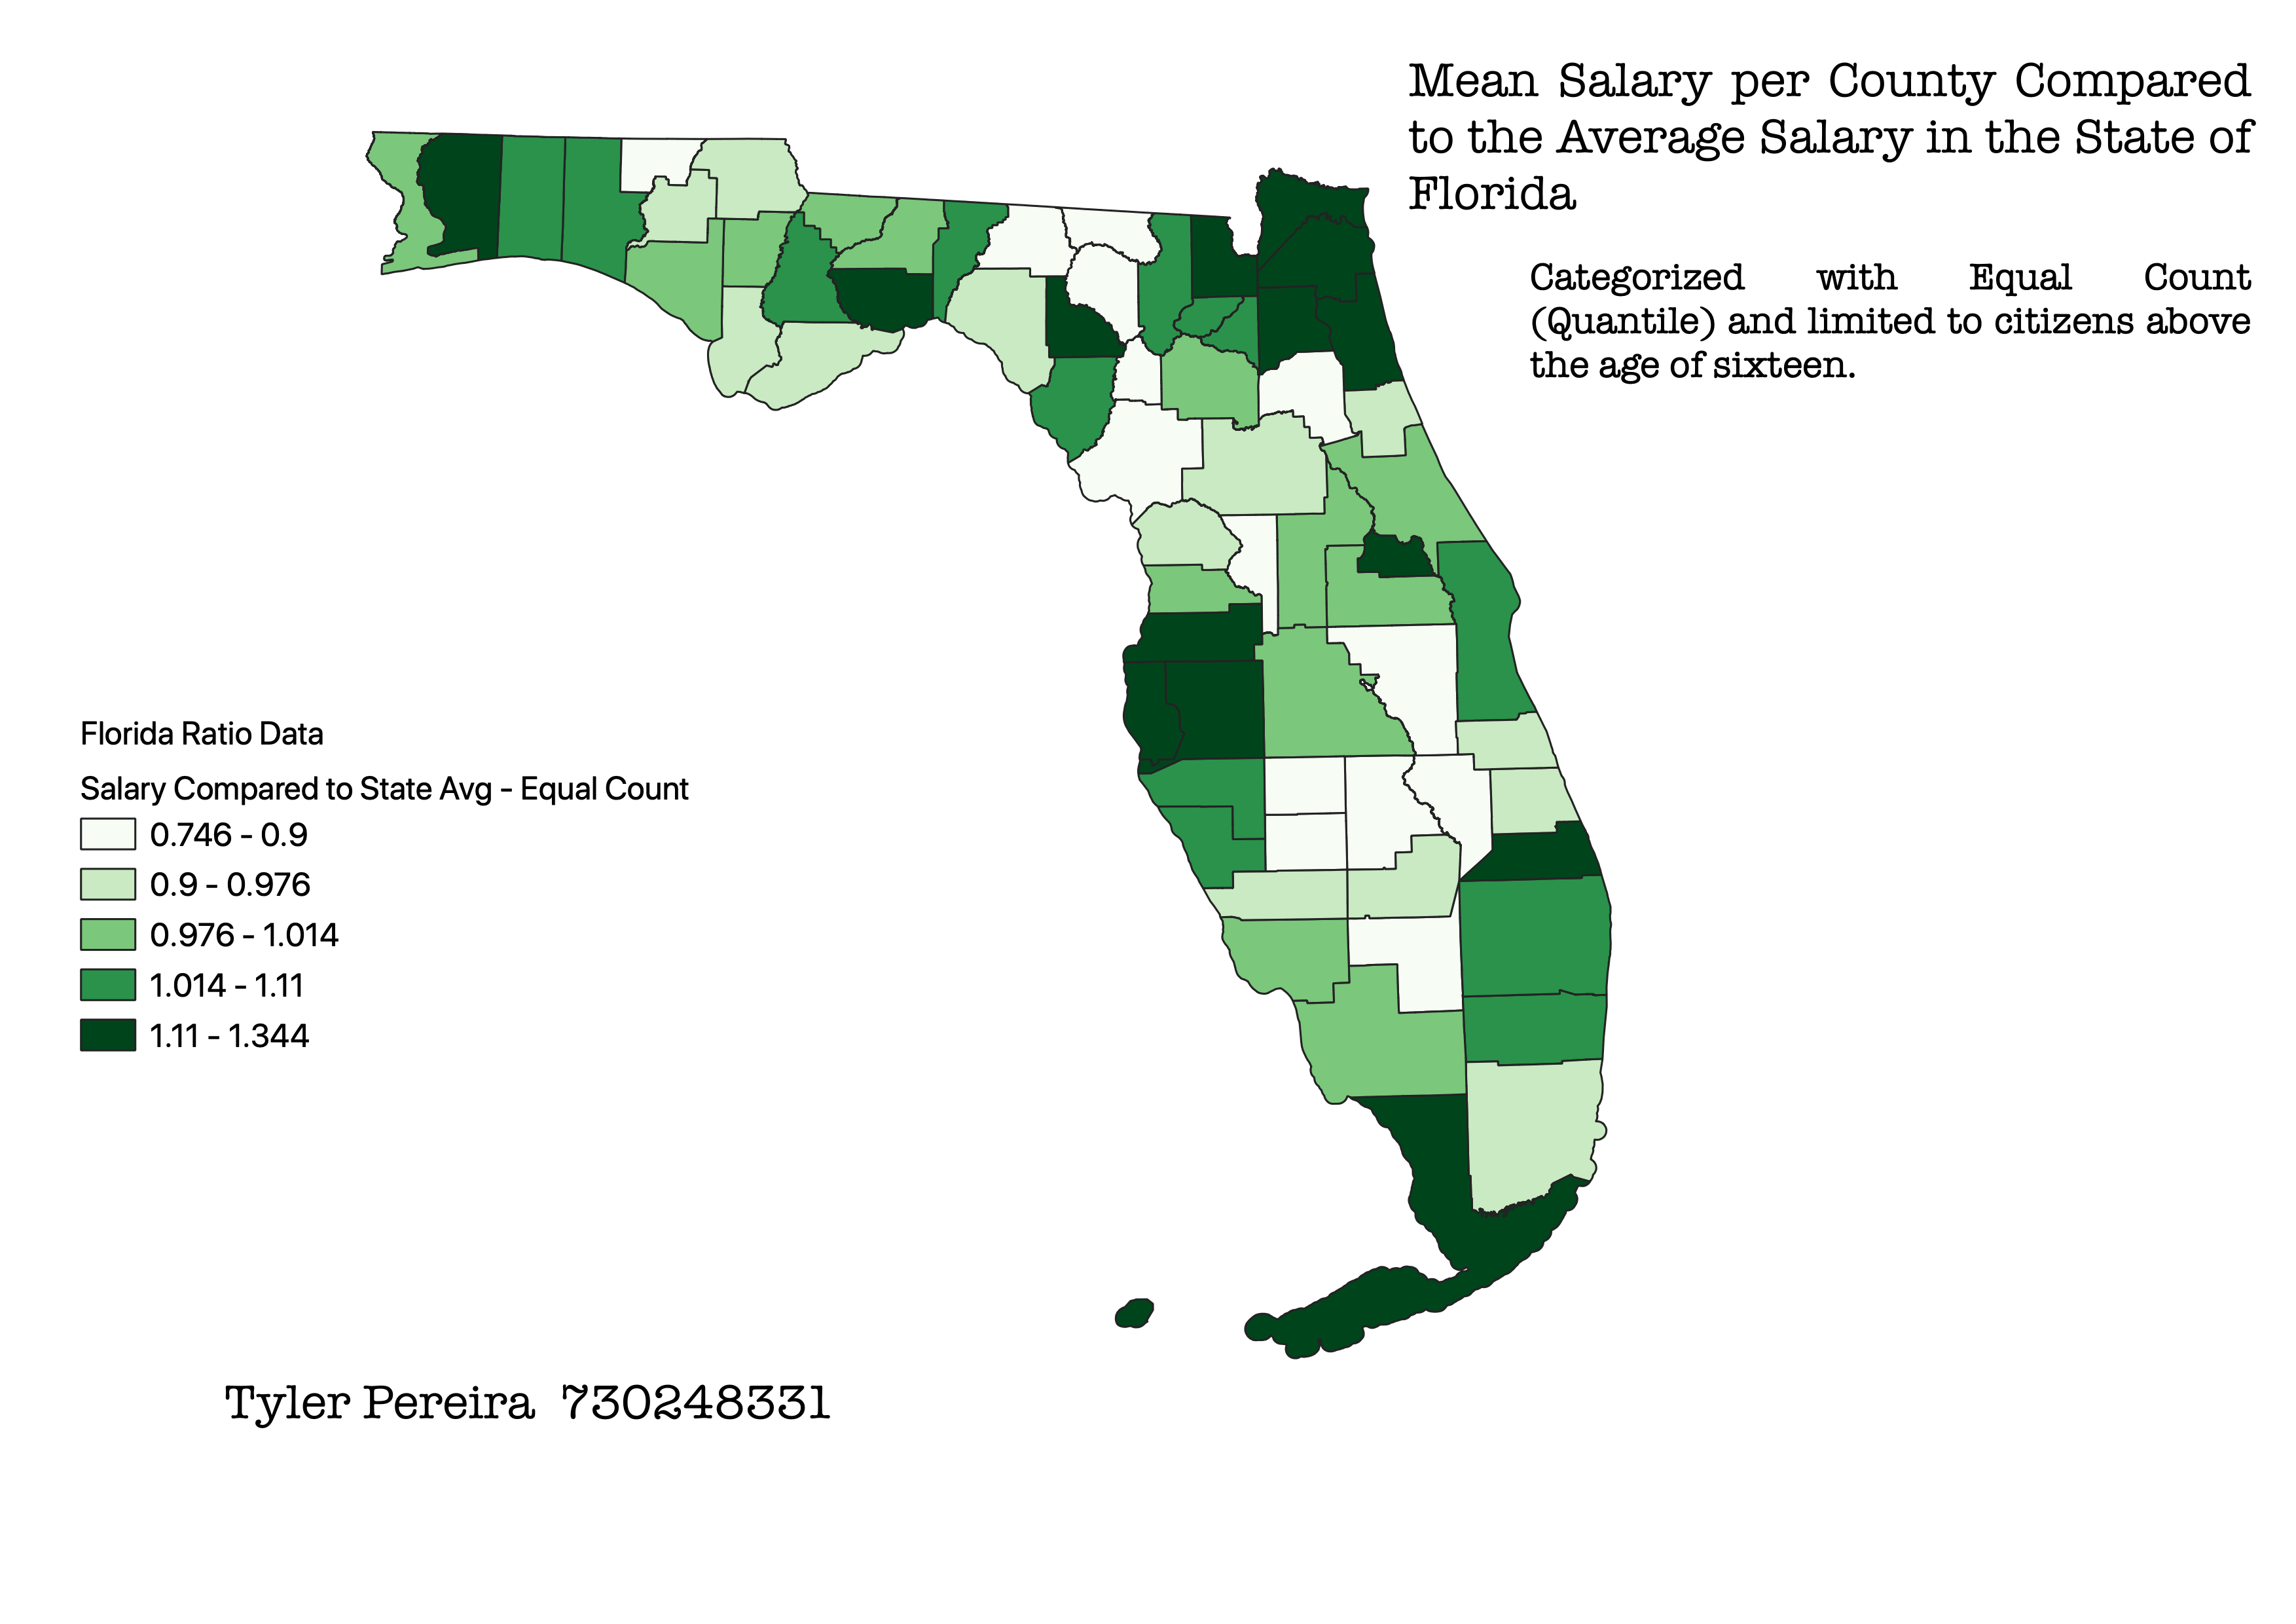 Mean Salary per County Compared
to the Average Salary in the State of
Florida
Categorized with Equal Count
(Quantile) and limited to citizens above
the age of sixteen.
Florida Ratio Data
Salary Compared to State Avg - Equal Count
0.746 - 0.9
0.9 - 0.976
0.976 - 1.014
1.014 - 1.11
1.11 - 1.344
Tyler Pereira 730248331